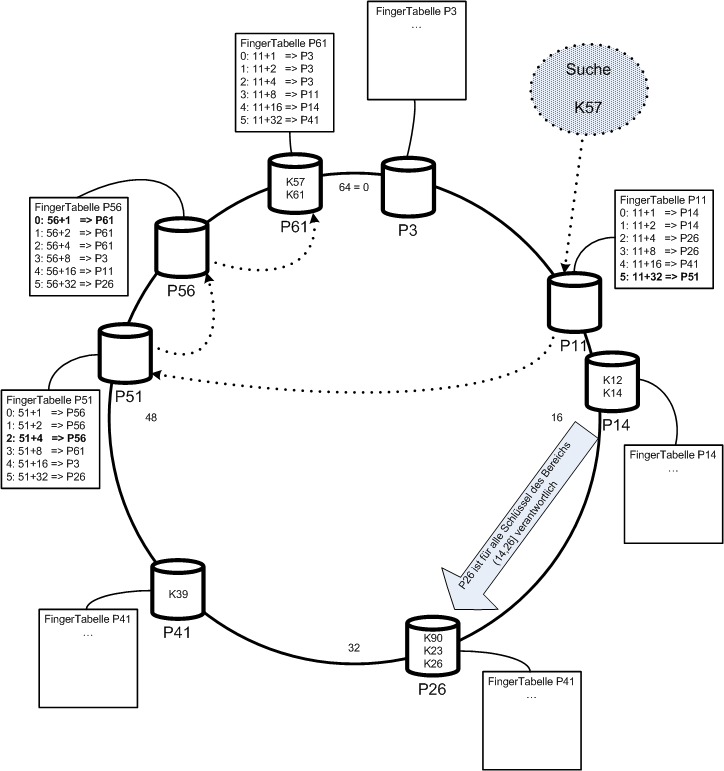 FingerTabelle P3
…
FingerTabelle P61
0: 11+1 => P3
1: 11+2 => P3
2: 11+4 => P3
3: 11+8 => P11
4: 11+16 => P14
5: 11+32 => P41
Suche
K57
K57
K61
P61
64 = 0
P3
FingerTabelle P56
0: 56+1 => P61
1: 56+2 => P61
2: 56+4 => P61
3: 56+8 => P3
4: 56+16 => P11
5: 56+32 => P26
P56
FingerTabelle P11
0: 11+1 => P14
1: 11+2 => P14
2: 11+4 => P26
3: 11+8 => P26
4: 11+16 => P41
5: 11+32 => P51
P11
P51
K12
K14
P14
FingerTabelle P51
0: 51+1 => P56
1: 51+2 => P56
2: 51+4 => P56
3: 51+8 => P61
4: 51+16 => P3
5: 51+32 => P26
48
16
FingerTabelle P14
…
P26 ist für alle Schlüssel des Bereichs
(14,26] verantwortlich
K39
P41
FingerTabelle P41
…
32
K90
K23
K26
P26
FingerTabelle P41
…